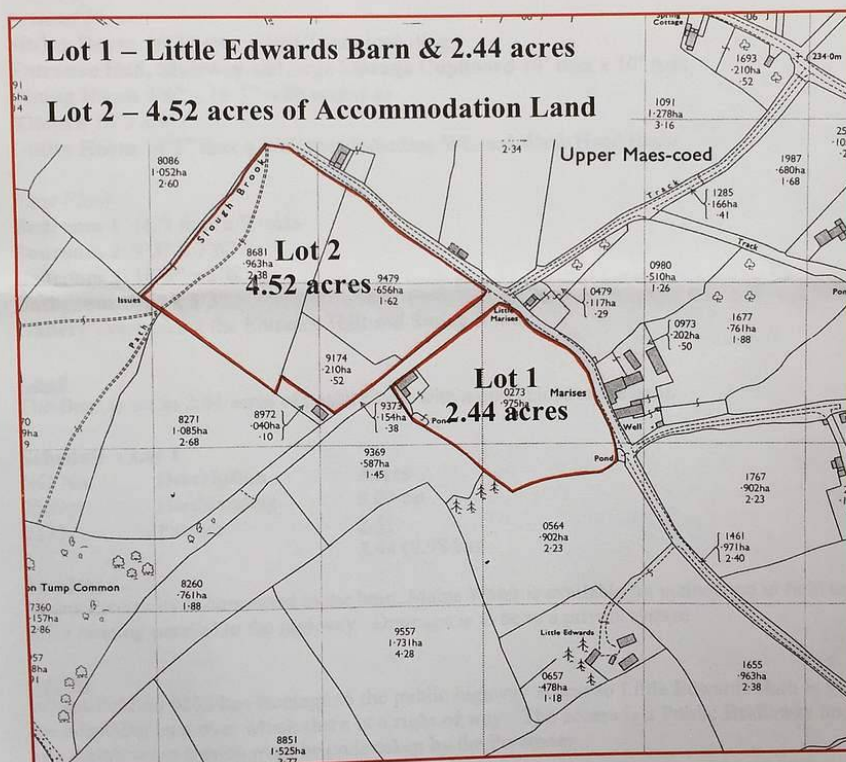 Lot 1 – Little Edwards Barn & 2.44 acres
Lot 2 – 4.52 acres of Accommodation Land
Spring
Cottage
1693
·210ha
·52
234·0m
1091
1·278ha
3·16
8086
1·052ha
2·60
2·34
Upper Maes-coed
1987
·680ha
1·68
Track
1285
·166ha
·41
Slough Brook
8681
·963ha
2·38
Lot 2
4.52 acres
9479
·656ha
1·62
Track
0980
·510ha
1·26
0479
·117ha
·29
Issues
Path
Little
Marises
0973
·202ha
·50
1677
·761ha
1·88
Pon
9174
·210ha
·52
Lot 1
2.44 acres
0273
·975ha
Marises
8271
1·085ha
2·68
8972
·040ha
·10
9373
·154ha
·38
Pond
Well
9369
·587ha
1·45
Pond
1767
·902ha
2·23
0564
·902ha
2·23
1461
·971ha
2·40
n Tump Common
8260
·761ha
1·88
7360
·157ha
2·86
Little Edwards
9557
1·731ha
4·28
0657
·478ha
1·18
1655
·963ha
2·38
8851
1·525ha